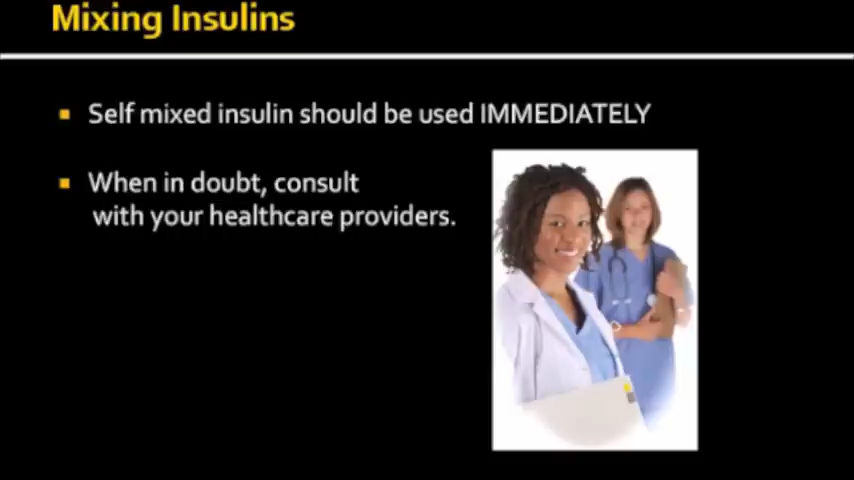 Mixing Insulins
Self mixed insulin should be used IMMEDIATELY
When in doubt, consult
with your healthcare providers.